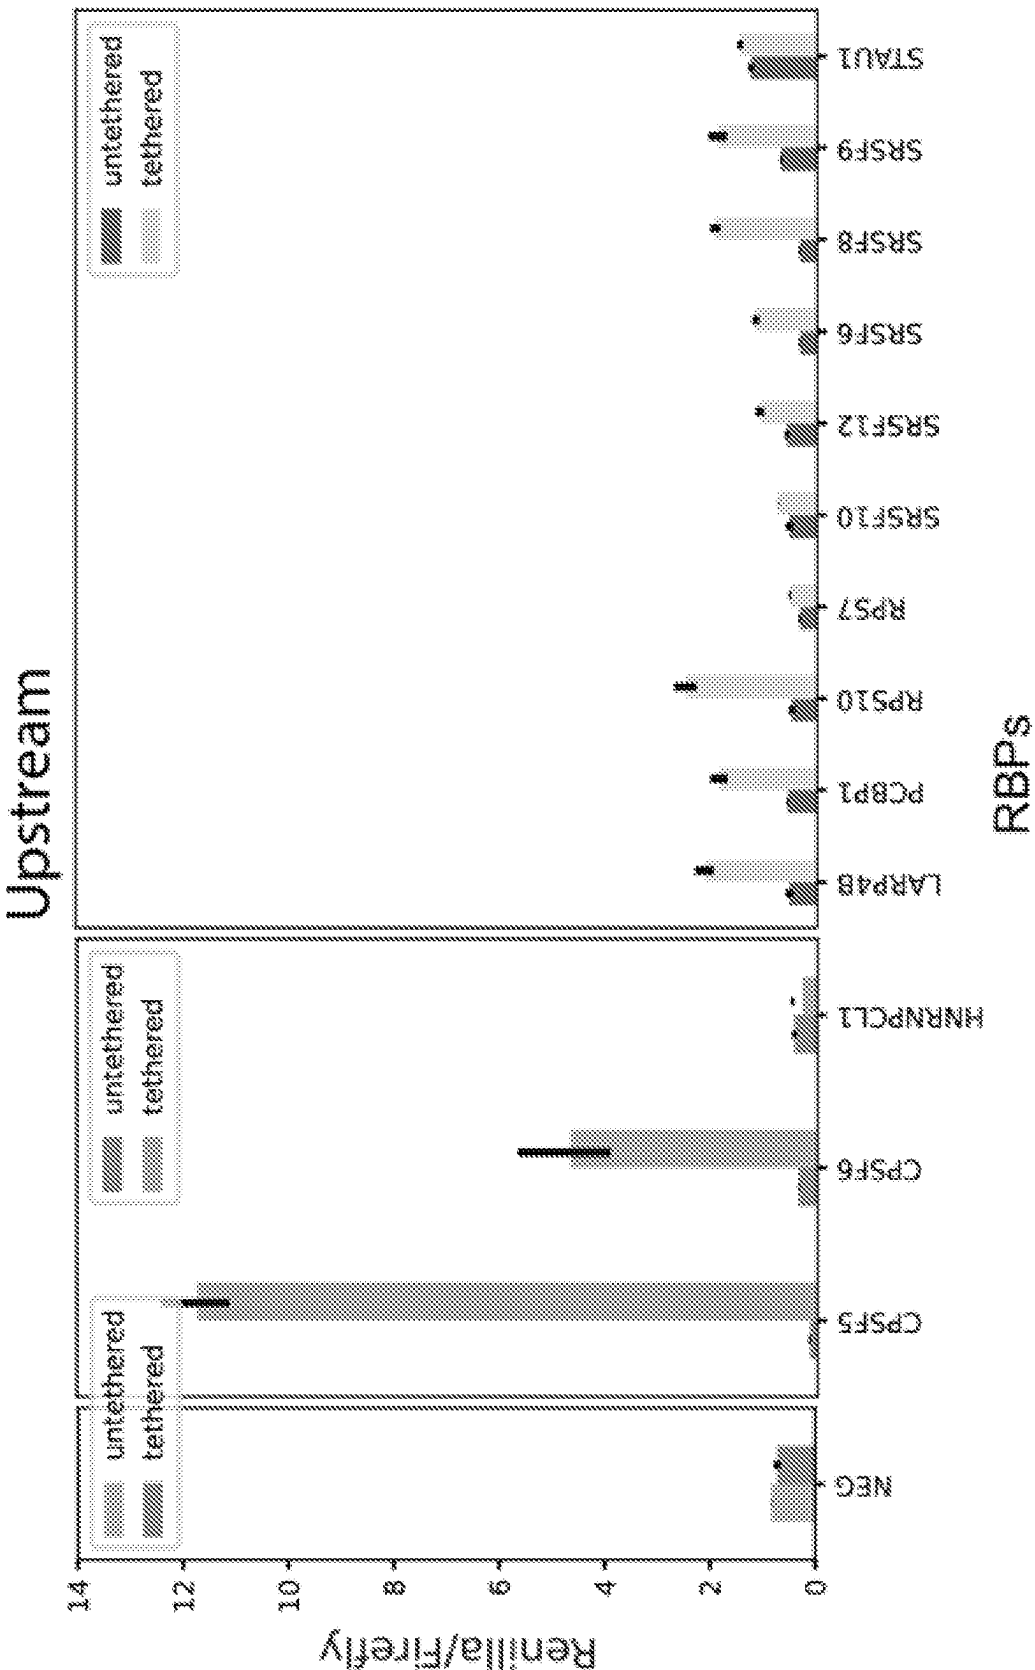 Upstream
untethered
tethered
untethered
tethered
untethered
tethered
Renilla/Firefly
14
12
10
8
6
4
2
0
NEG
CPSF5
CPSF6
HNRNPCL1
LARP4B
PCBP1
RPS10
RPS7
SRSF10
SRSF12
SRSF6
SRSF8
SRSF9
STAU1
RBPs